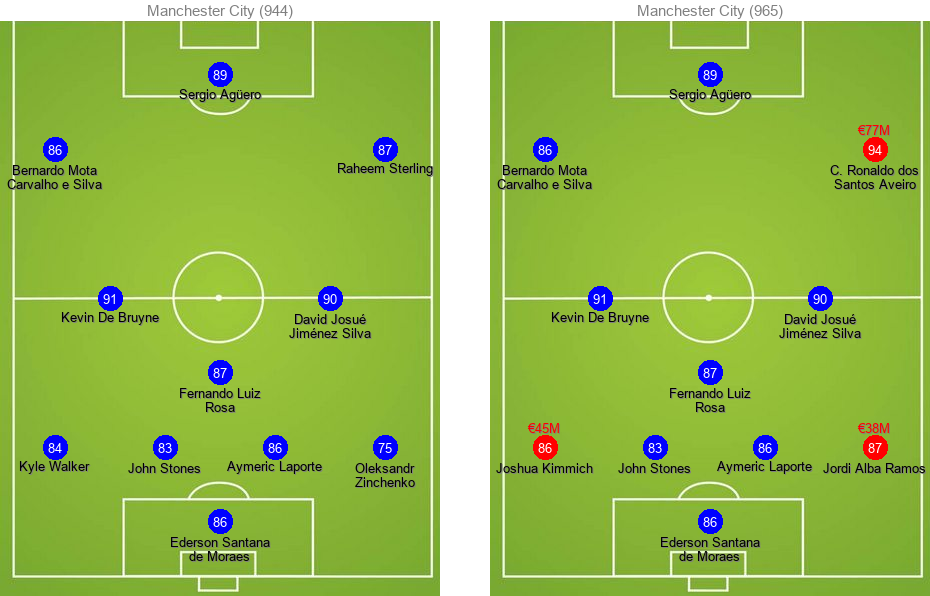 Manchester City (944)
89
Sergio Agüero
86
Bernardo Mota
Carvalho e Silva
87
Raheem Sterling
91
Kevin De Bruyne
90
David Josué
Jiménez Silva
87
Fernando Luiz
Rosa
84
Kyle Walker
83
John Stones
86
Aymeric Laporte
75
Oleksandr
Zinchenko
86
Ederson Santana
de Moraes
Manchester City (965)
89
Sergio Agüero
86
Bernardo Mota
Carvalho e Silva
€77M
94
C. Ronaldo dos
Santos Aveiro
91
Kevin De Bruyne
90
David Josué
Jiménez Silva
87
Fernando Luiz
Rosa
€45M
86
Joshua Kimmich
83
John Stones
86
Aymeric Laporte
€38M
87
Jordi Alba Ramos
86
Ederson Santana
de Moraes